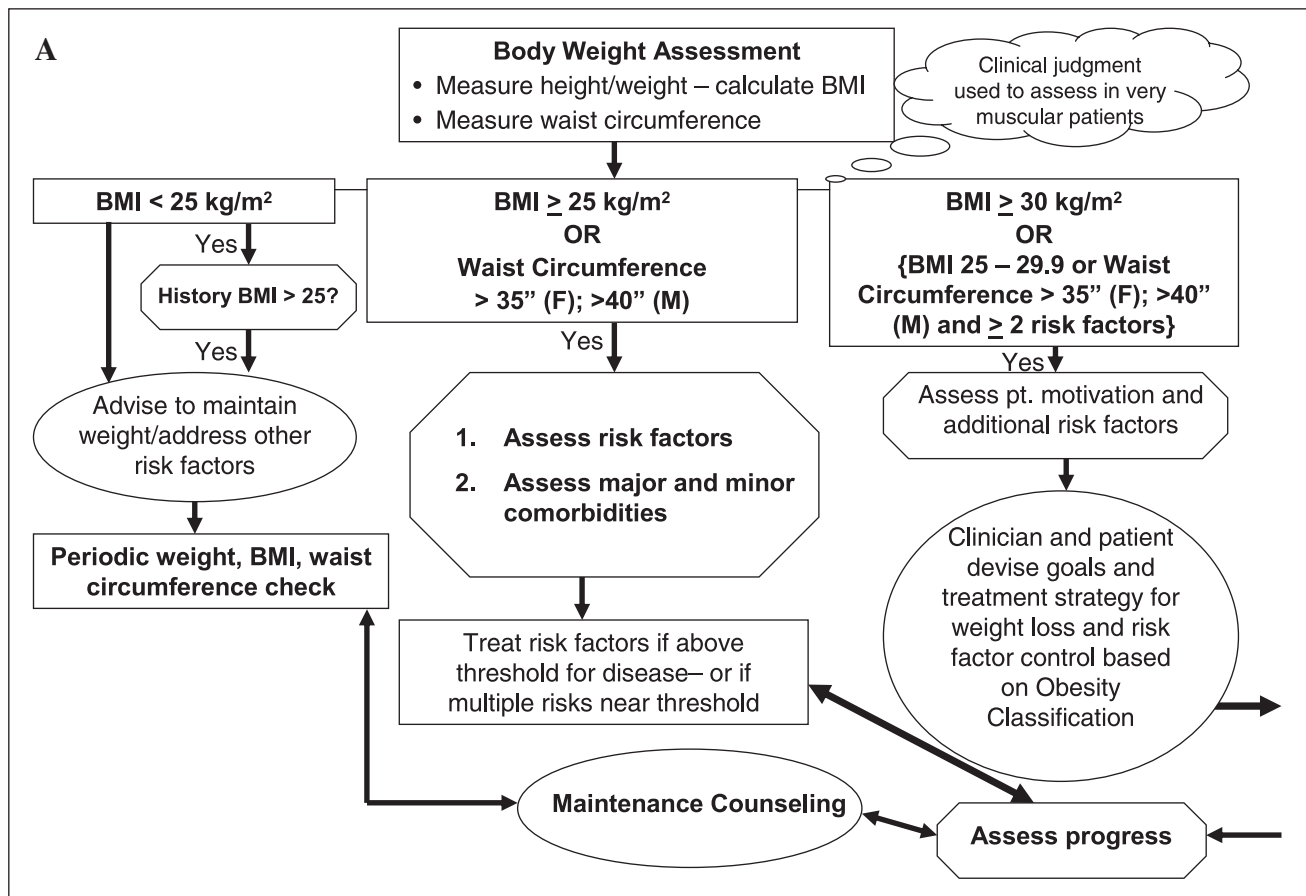 A
Body Weight Assessment
• Measure height/weight – calculate BMI
• Measure waist circumference
Clinical judgment
used to assess in very
muscular patients
BMI < 25 kg/m²
Yes
History BMI > 25?
Yes
Advise to maintain
weight/address other
risk factors
Periodic weight, BMI, waist
circumference check
BMI ≥ 25 kg/m²
OR
Waist Circumference
> 35” (F); >40” (M)
Yes
1. Assess risk factors
2. Assess major and minor
comorbidities
Treat risk factors if above
threshold for disease– or if
multiple risks near threshold
BMI ≥ 30 kg/m²
OR
{BMI 25 – 29.9 or Waist
Circumference > 35” (F); >40”
(M) and ≥ 2 risk factors}
Yes
Assess pt. motivation and
additional risk factors
Clinician and patient
devise goals and
treatment strategy for
weight loss and risk
factor control based
on Obesity
Classification
Maintenance Counseling
Assess progress